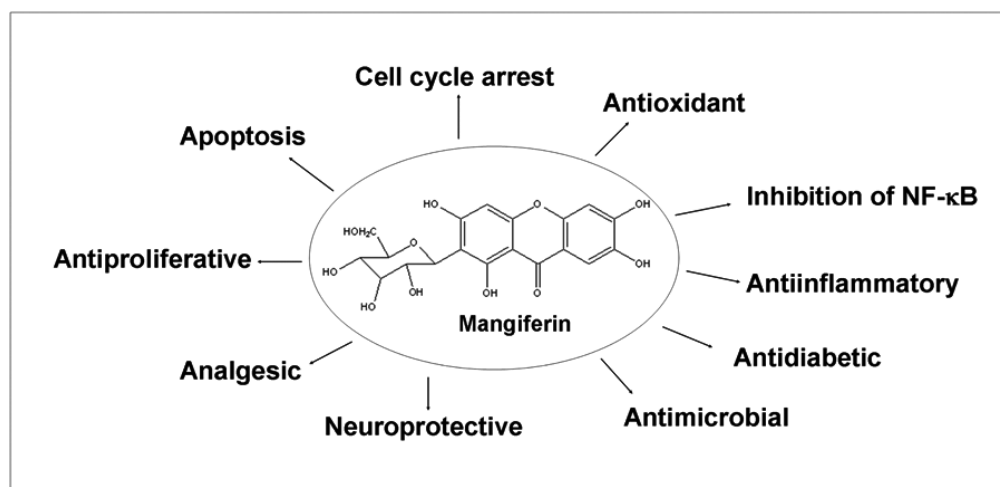 Cell cycle arrest
Antioxidant
Apoptosis
Inhibition of NF-κB
HO
O
OH
HOH₂C
O
Antiproliferative
HO
OH
Antiinflammatory
HO
OH
OH
O
Mangiferin
Antidiabetic
Analgesic
Antimicrobial
Neuroprotective